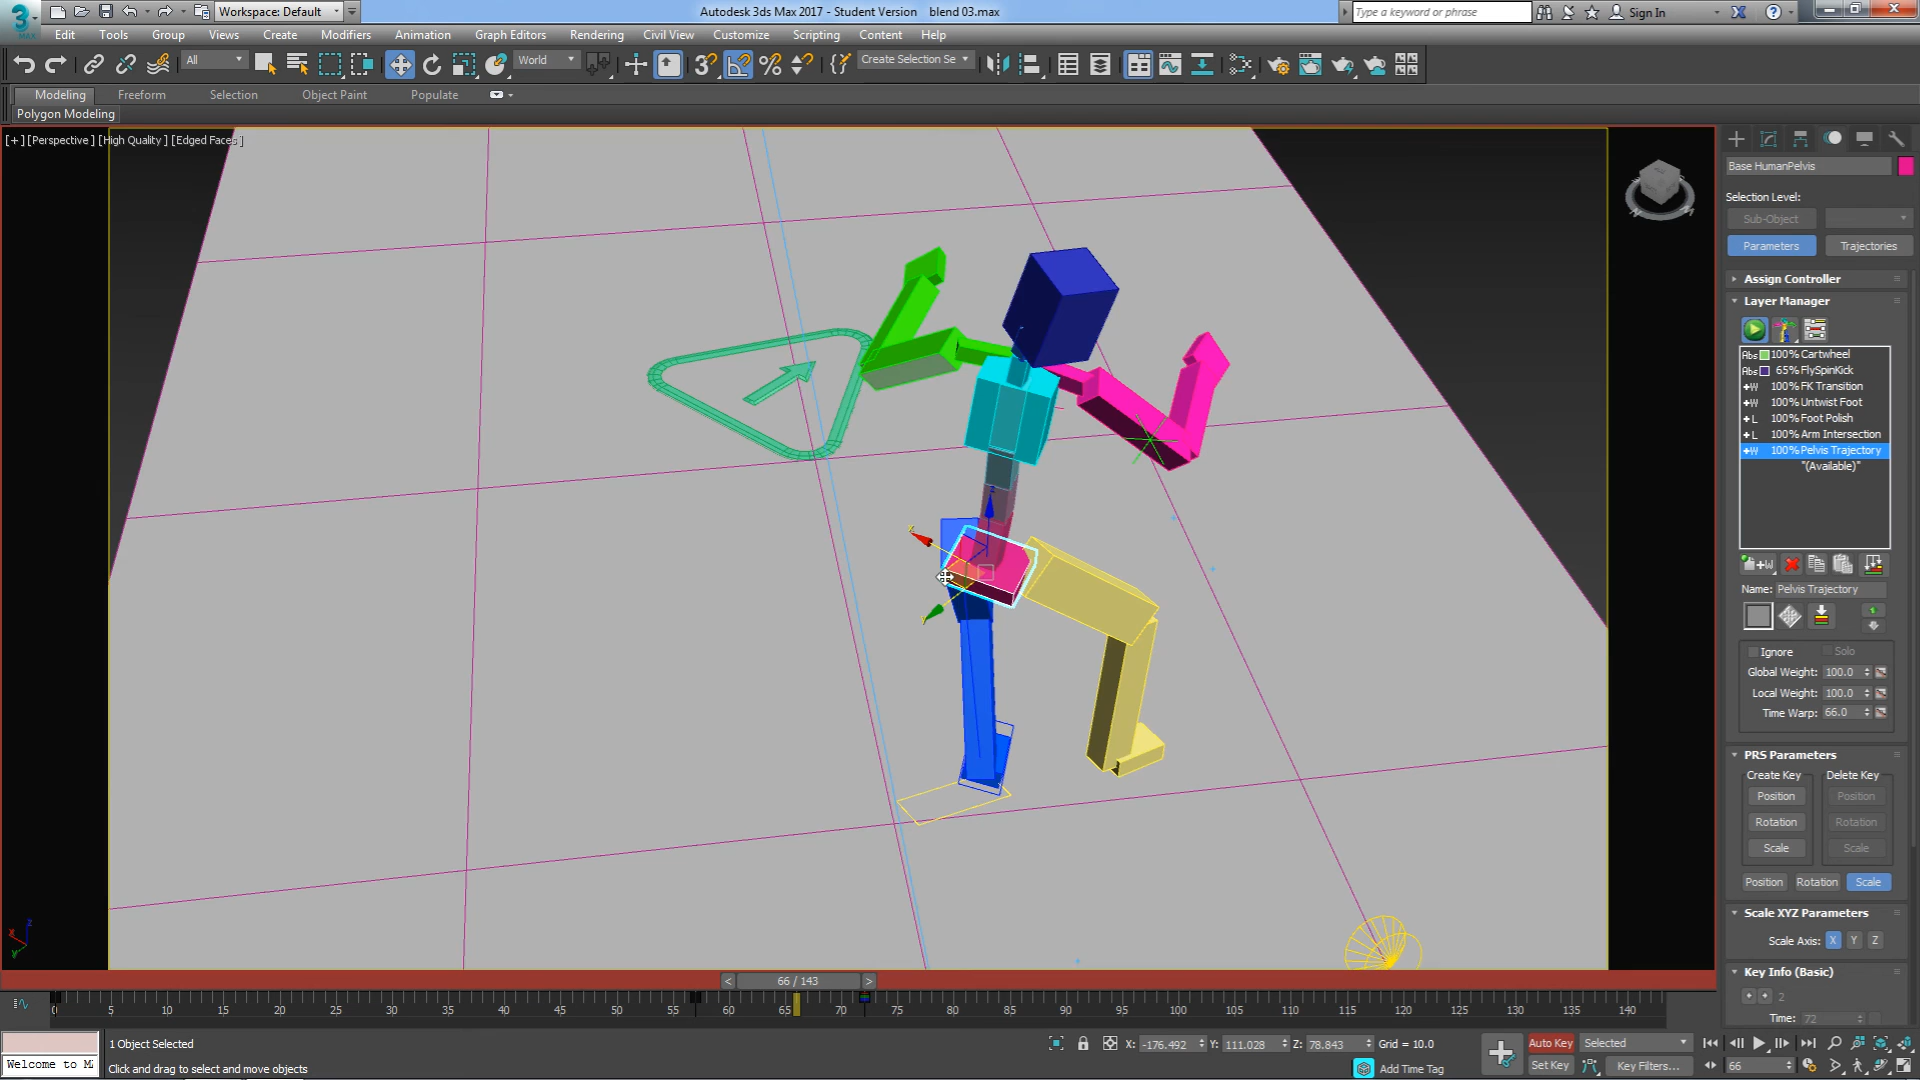 Workspace: Default
Autodesk 3ds Max 2017 - Student Version    blend 03.max
Type a keyword or phrase
Sign In
3
MAX
Edit Tools Group Views Create Modifiers Animation Graph Editors Rendering Civil View Customize Scripting Content Help
All
World
Create Selection Se
Modeling Freeform Selection Object Paint Populate
Polygon Modeling
[+] [Perspective ] [High Quality ] [Edged Faces ]
Base HumanPelvis
Selection Level:
Sub-Object
Parameters Trajectories
Assign Controller
Layer Manager
Abs 100% Cartwheel
Abs 65% FlySpinKick
+W 100% FK Transition
+W 100% Untwist Foot
+L 100% Foot Polish
+L 100% Arm Intersection
+W 100% Pelvis Trajectory
"(Available)"
Name: Pelvis Trajectory
Ignore Solo
Global Weight: 100.0
Local Weight: 100.0
Time Warp: 66.0
PRS Parameters
Create Key Delete Key
Position Position
Rotation Rotation
Scale Scale
Position Rotation Scale
Scale XYZ Parameters
Scale Axis: X Y Z
Key Info (Basic)
2
Time: 72
< 66 / 143 >
0 5 10 15 20 25 30 35 40 45 50 55 60 65 70 75 80 85 90 95 100 105 110 115 120 125 130 135 140
1 Object Selected
X: -176.492 Y: 111.028 Z: 78.843 Grid = 10.0
Auto Key Selected
Welcome to M
Click and drag to select and move objects
Add Time Tag
Set Key Key Filters...
66